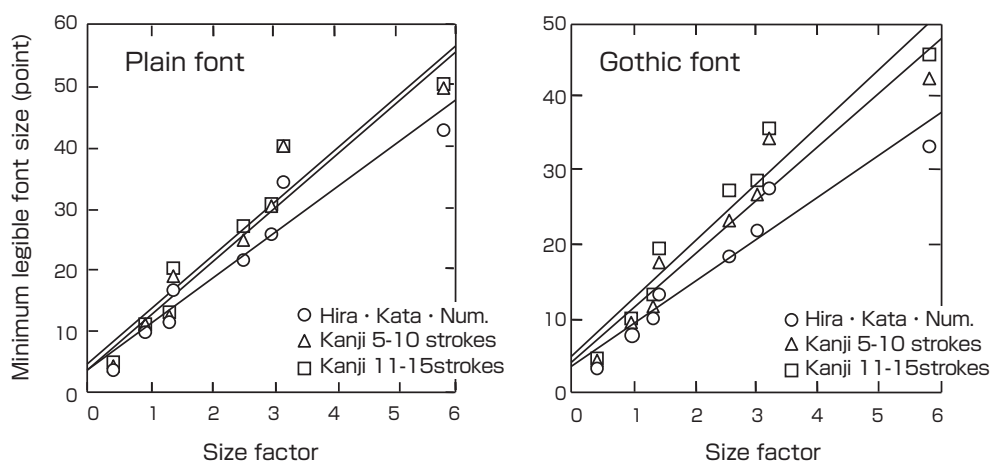 Plain font
Minimum legible font size (point)
60
50
40
30
20
10
0
0 1 2 3 4 5 6
Size factor
Hira・Kata・Num.
Kanji 5-10 strokes
Kanji 11-15strokes
Gothic font
50
40
30
20
10
0
0 1 2 3 4 5 6
Size factor
Hira・Kata・Num.
Kanji 5-10 strokes
Kanji 11-15strokes